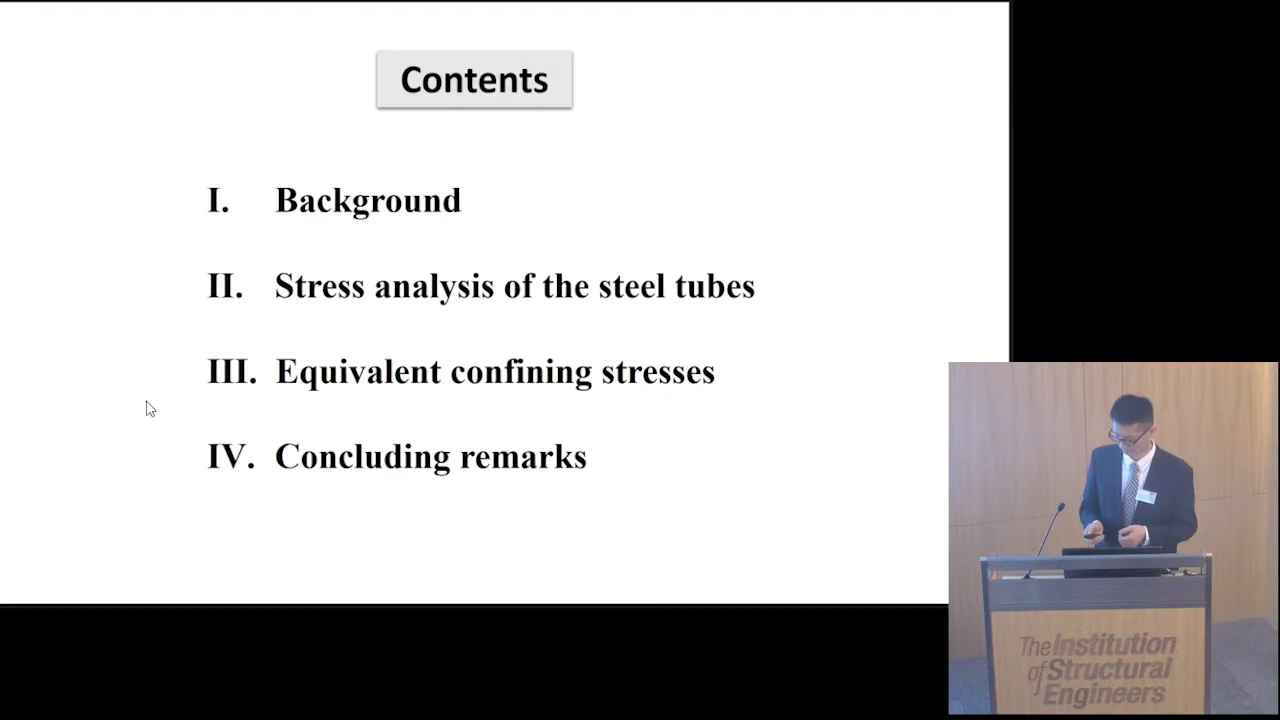 Contents
I. Background
II. Stress analysis of the steel tubes
III. Equivalent confining stresses
IV. Concluding remarks
The Institution
of Structural
Engineers